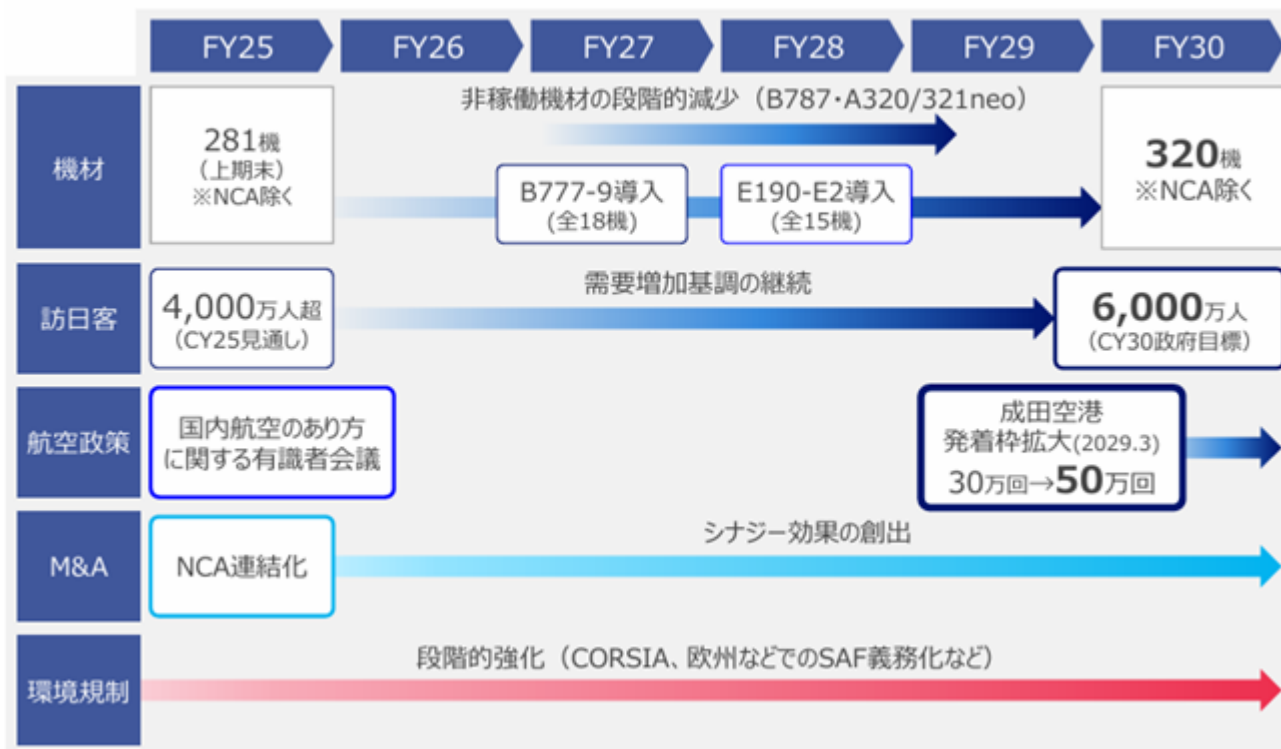 FY25
FY26
FY27
FY28
FY29
FY30
機材
281機
(上期末)
※NCA除く
非稼働機材の段階的減少（B787・A320/321neo）
B777-9導入
(全18機)
E190-E2導入
(全15機)
320機
※NCA除く
訪日客
4,000万人超
(CY25見通し)
需要増加基調の継続
6,000万人
(CY30政府目標)
航空政策
国内航空のあり方
に関する有識者会議
成田空港
発着枠拡大(2029.3)
30万回→50万回
M&A
NCA連結化
シナジー効果の創出
環境規制
段階的強化（CORSIA、欧州などでのSAF義務化など）